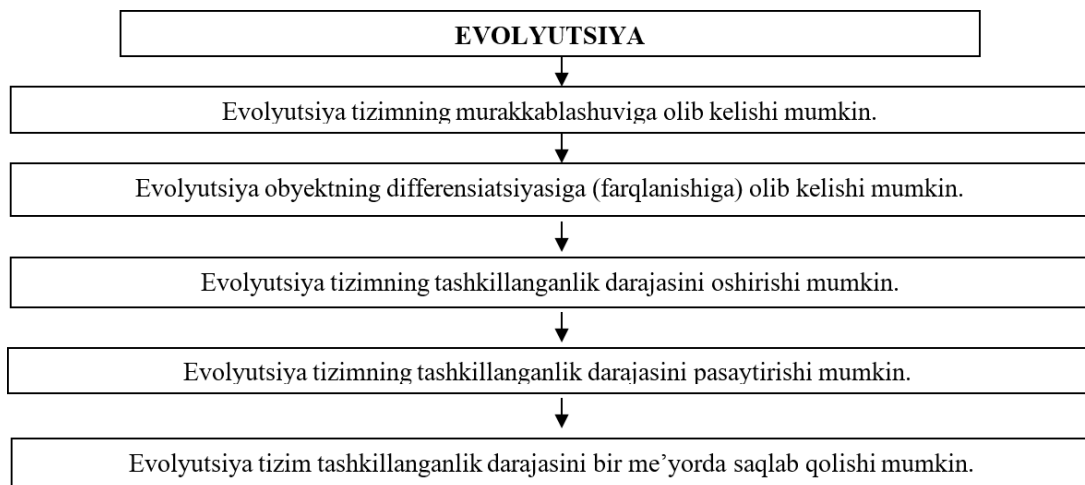 EVOLYUTSIYA
Evolyutsiya tizimning murakkablashuviga olib kelishi mumkin.
Evolyutsiya obyektning differensiatsiyasiga (farqlanishiga) olib kelishi mumkin.
Evolyutsiya tizimning tashkillanganlik darajasini oshirishi mumkin.
Evolyutsiya tizimning tashkillanganlik darajasini pasaytirishi mumkin.
Evolyutsiya tizim tashkillanganlik darajasini bir me’yorda saqlab qolishi mumkin.